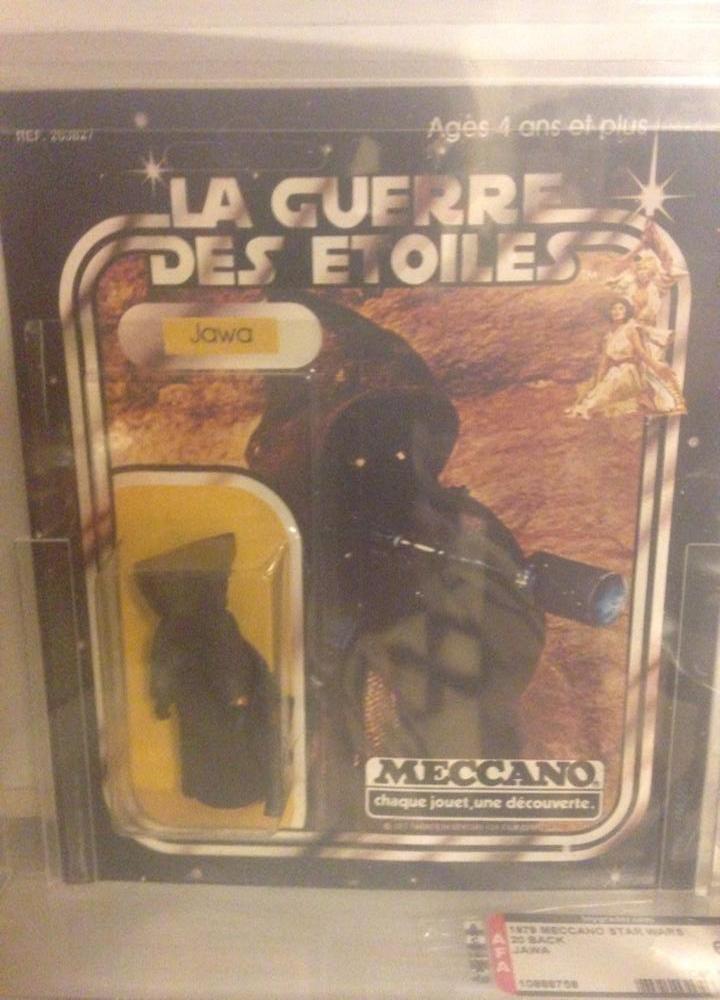 Agés 4 ans et plus
LA GUERRE
DES ETOILES
Jawa
MECCANO
chaque jouet, une découverte.
1979 MECCANO STAR WARS
20 BACK
JAWA
AFA